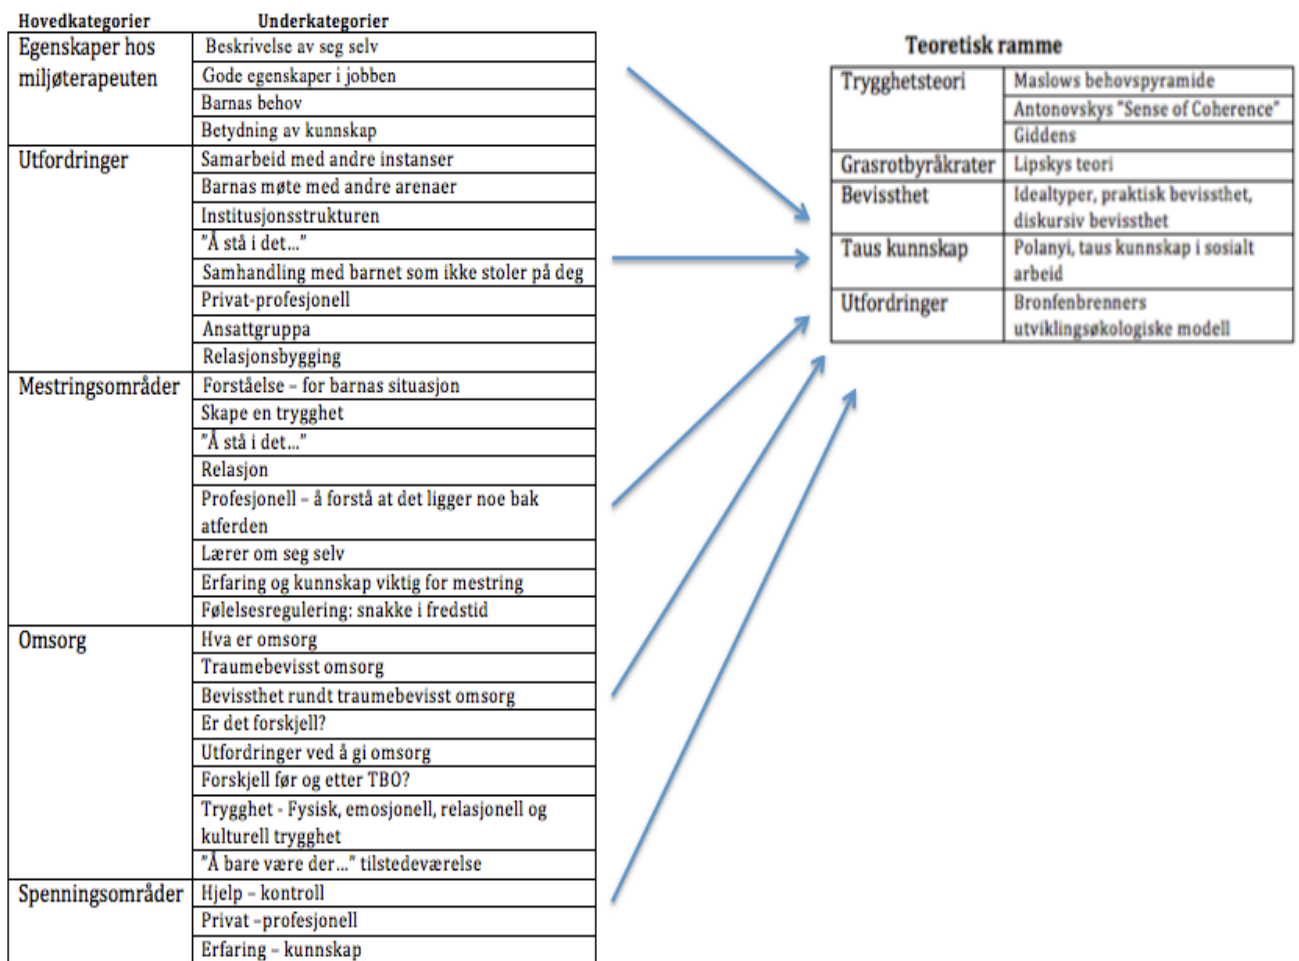 Hovedkategorier Underkategorier
Egenskaper hos
miljøterapeuten
Beskrivelse av seg selv
Gode egenskaper i jobben
Barnas behov
Betydning av kunnskap
Utfordringer
Samarbeid med andre instanser
Barnas møte med andre arenaer
Institusjonsstrukturen
"Å stå i det..."
Samhandling med barnet som ikke stoler på deg
Privat-profesjonell
Ansattgruppa
Relasjonsbygging
Mestringsområder
Forståelse – for barnas situasjon
Skape en trygghet
"Å stå i det..."
Relasjon
Profesjonell – å forstå at det ligger noe bak
atferden
Lærer om seg selv
Erfaring og kunnskap viktig for mestring
Følelsesregulering: snakke i fredstid
Omsorg
Hva er omsorg
Traumebevisst omsorg
Bevissthet rundt traumebevisst omsorg
Er det forskjell?
Utfordringer ved å gi omsorg
Forskjell før og etter TBO?
Trygghet - Fysisk, emosjonell, relasjonell og
kulturell trygghet
"Å bare være der..." tilstedeværelse
Spenningsområder
Hjelp – kontroll
Privat –profesjonell
Erfaring – kunnskap
Teoretisk ramme
Trygghetsteori
Maslows behovspyramide
Antonovskys "Sense of Coherence"
Giddens
Grasrotbyråkrater
Lipskys teori
Bevissthet
Idealtyper, praktisk bevissthet,
diskursiv bevissthet
Taus kunnskap
Polanyi, taus kunnskap i sosialt
arbeid
Utfordringer
Bronfenbrenners
utviklingsøkologiske modell